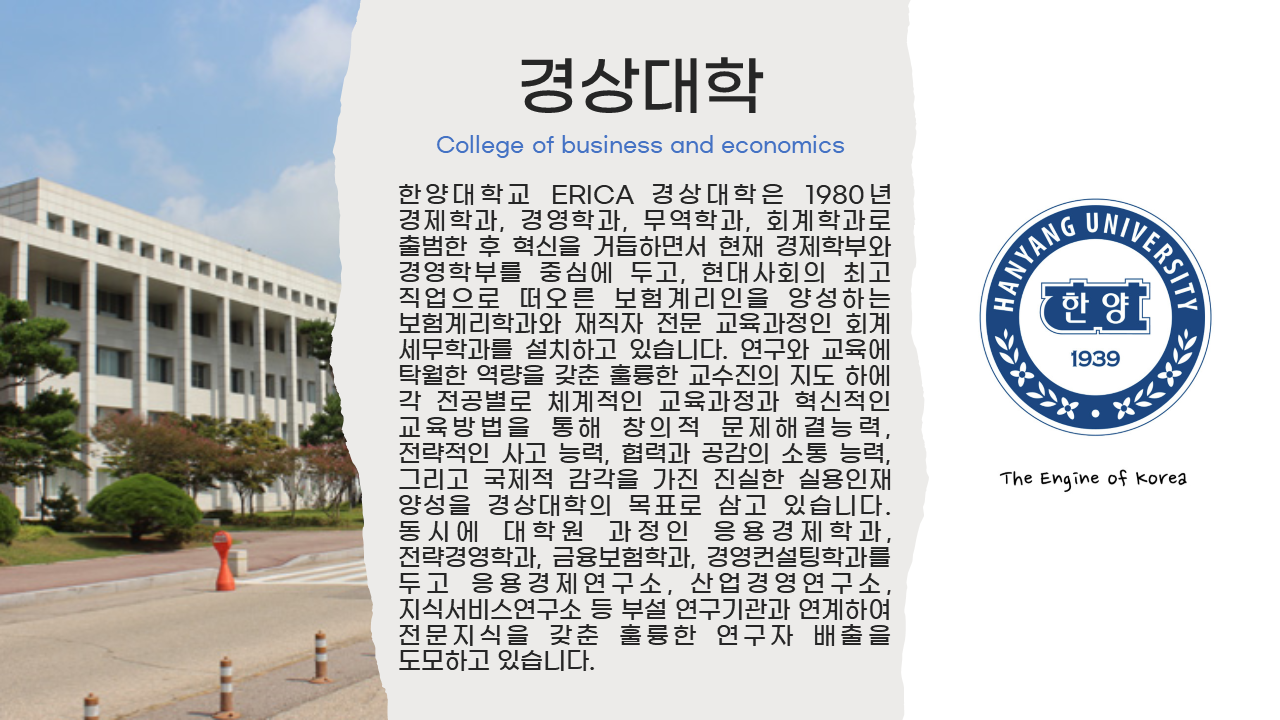 경상대학
College of business and economics
한양대학교 ERICA 경상대학은 1980년
경제학과, 경영학과, 무역학과, 회계학과로
출범한 후 혁신을 거듭하면서 현재 경제학부와
경영학부를 중심에 두고, 현대사회의 최고
직업으로 떠오른 보험계리인을 양성하는
보험계리학과와 재직자 전문 교육과정인 회계
세무학과를 설치하고 있습니다. 연구와 교육에
탁월한 역량을 갖춘 훌륭한 교수진의 지도 하에
각 전공별로 체계적인 교육과정과 혁신적인
교육방법을 통해 창의적 문제해결능력,
전략적인 사고 능력, 협력과 공감의 소통 능력,
그리고 국제적 감각을 가진 진실한 실용인재
양성을 경상대학의 목표로 삼고 있습니다.
동시에 대학원 과정인 응용경제학과,
전략경영학과, 금융보험학과, 경영컨설팅학과를
두고 응용경제연구소, 산업경영연구소,
지식서비스연구소 등 부설 연구기관과 연계하여
전문지식을 갖춘 훌륭한 연구자 배출을
도모하고 있습니다.
HANYANG UNIVERSITY
한양
1939
The Engine of Korea